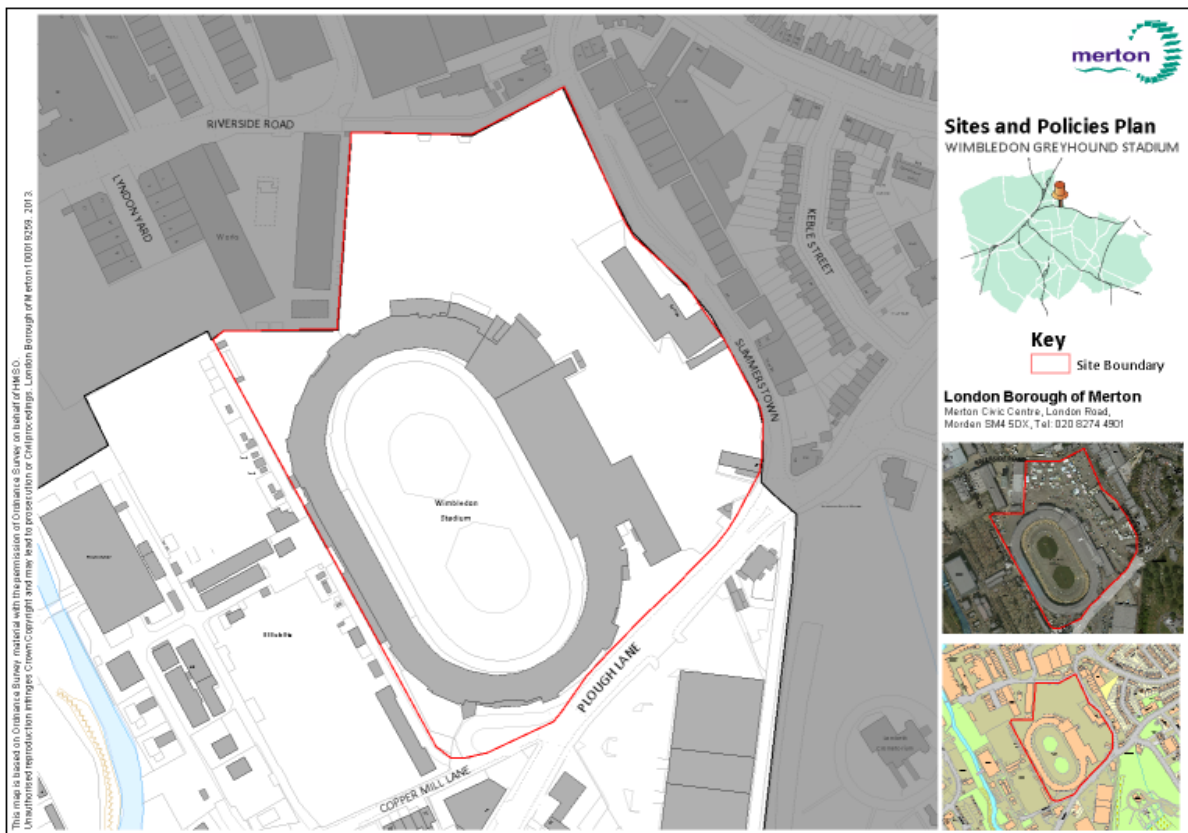 merton
Sites and Policies Plan
WIMBLEDON GREYHOUND STADIUM
Key
Site Boundary
London Borough of Merton
Merton Civic Centre, London Road,
Morden SM4 5DX, Tel: 020 8274 4901
RIVERSIDE ROAD
LYNDON YARD
Works
KEBLE STREET
SUMMERSTOWN
Wimbledon
Stadium
PLOUGH LANE
COPPER MILL LANE
This map is based on Ordnance Survey material with the permission of Ordnance Survey on behalf of HMSO.
Unauthorised reproduction infringes Crown Copyright and may lead to prosecution or Civil procedings. London Borough of Merton 100019259. 2013.